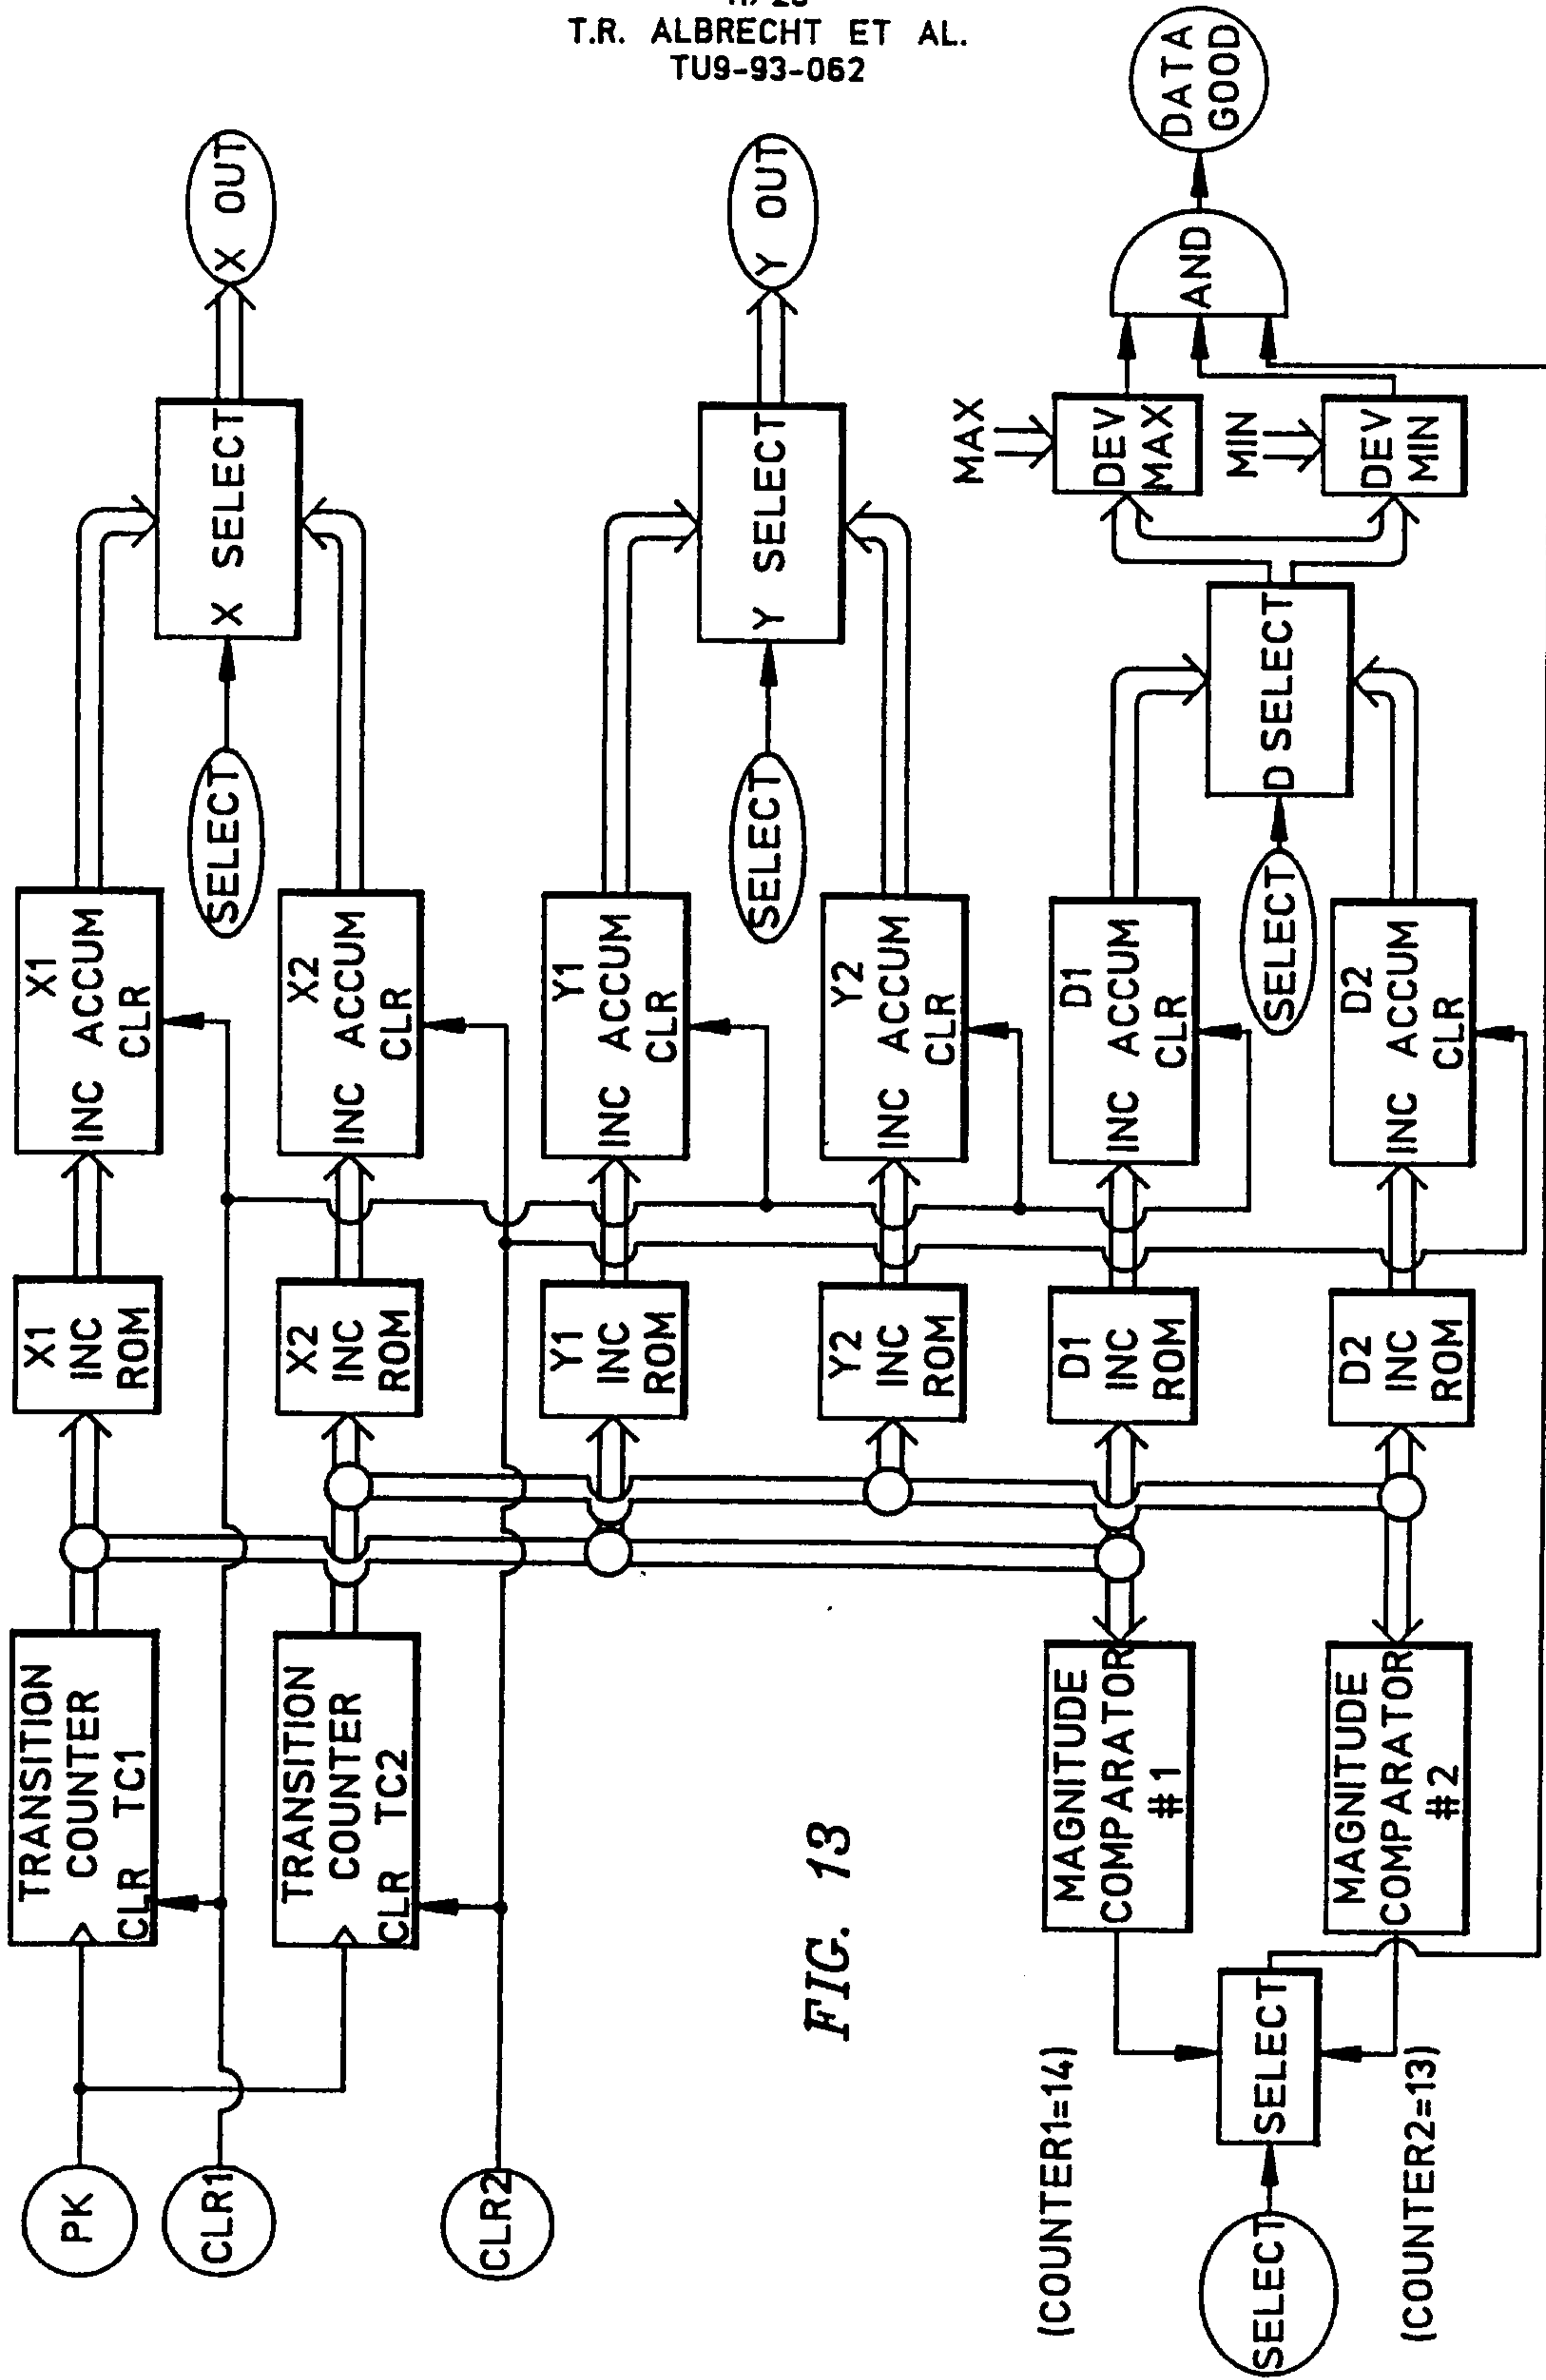 T.R. ALBRECHT ET AL.
TU9-93-062
PK
CLR1
CLR2
TRANSITION
COUNTER
CLR TC1
TRANSITION
COUNTER
CLR TC2
X1
INC
ROM
X2
INC
ROM
Y1
INC
ROM
Y2
INC
ROM
D1
INC
ROM
D2
INC
ROM
X1
INC ACCUM
CLR
X2
INC ACCUM
CLR
Y1
INC ACCUM
CLR
Y2
INC ACCUM
CLR
D1
INC ACCUM
CLR
D2
INC ACCUM
CLR
SELECT
X SELECT
X OUT
SELECT
Y SELECT
Y OUT
SELECT
D SELECT
MAX
DEV
MAX
MIN
DEV
MIN
AND
DATA
GOOD
FIG. 13
MAGNITUDE
COMPARATOR
#1
MAGNITUDE
COMPARATOR
#2
(COUNTER1=14)
SELECT
SELECT
(COUNTER2=13)